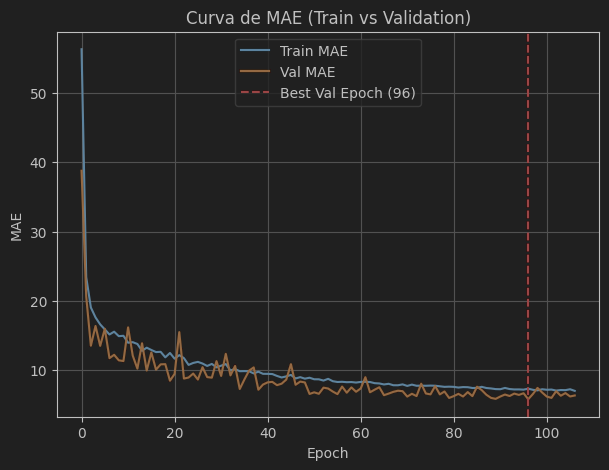 Curva de MAE (Train vs Validation)
Train MAE
Val MAE
Best Val Epoch (96)
MAE
50
40
30
20
10
0
20
40
60
80
100
Epoch